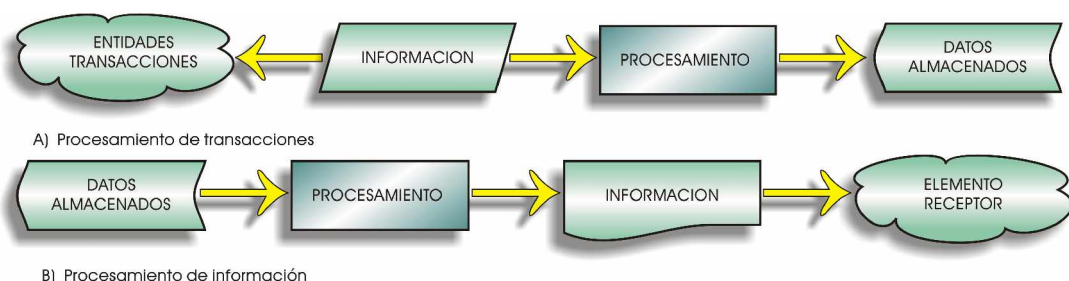 ENTIDADES
TRANSACCIONES
INFORMACION
PROCESAMIENTO
DATOS
ALMACENADOS
A) Procesamiento de transacciones
DATOS
ALMACENADOS
PROCESAMIENTO
INFORMACION
ELEMENTO
RECEPTOR
B) Procesamiento de información